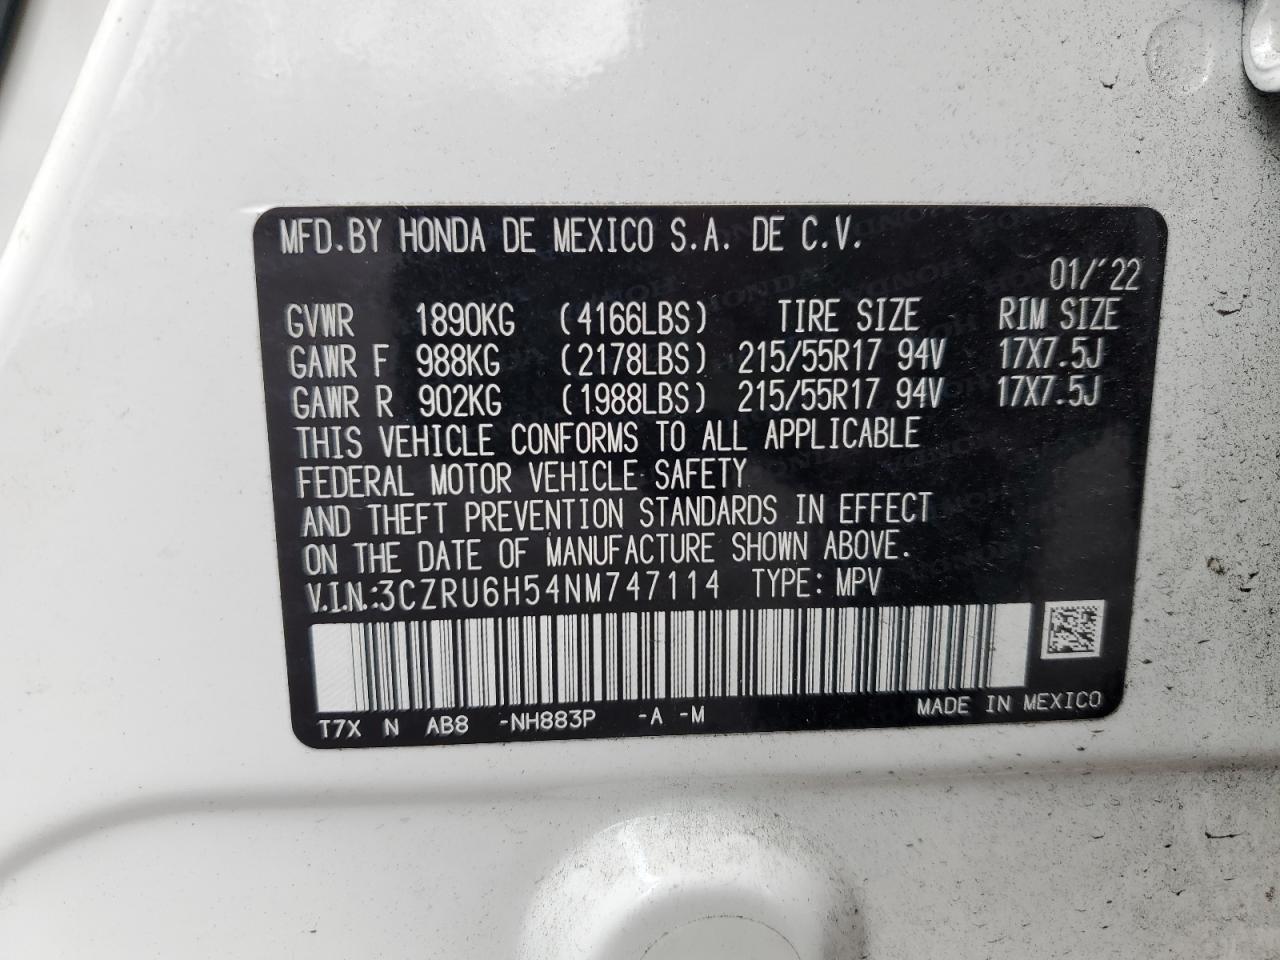 MFD.BY HONDA DE MEXICO S.A. DE C.V.
01/'22
GVWR 1890KG (4166LBS) TIRE SIZE RIM SIZE
GAWR F 988KG (2178LBS) 215/55R17 94V 17X7.5J
GAWR R 902KG (1988LBS) 215/55R17 94V 17X7.5J
THIS VEHICLE CONFORMS TO ALL APPLICABLE
FEDERAL MOTOR VEHICLE SAFETY
AND THEFT PREVENTION STANDARDS IN EFFECT
ON THE DATE OF MANUFACTURE SHOWN ABOVE.
V.I.N.:3CZRU6H54NM747114 TYPE: MPV
T7X N AB8 -NH883P -A -M MADE IN MEXICO